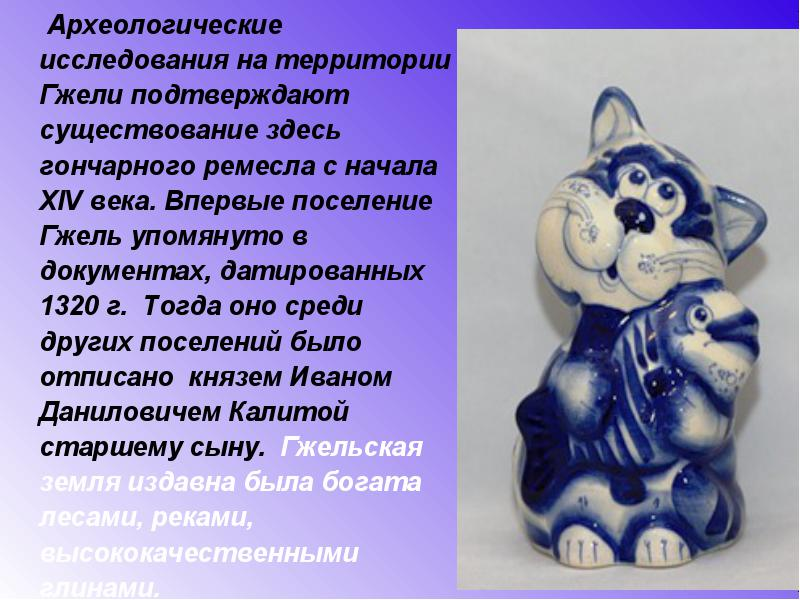 Археологические
исследования на территории
Гжели подтверждают
существование здесь
гончарного ремесла с начала
XIV века. Впервые поселение
Гжель упомянуто в
документах, датированных
1320 г.  Тогда оно среди
других поселений было
отписано  князем Иваном
Даниловичем Калитой
старшему сыну.  Гжельская
земля издавна была богата
лесами, реками,
высококачественными
глинами.